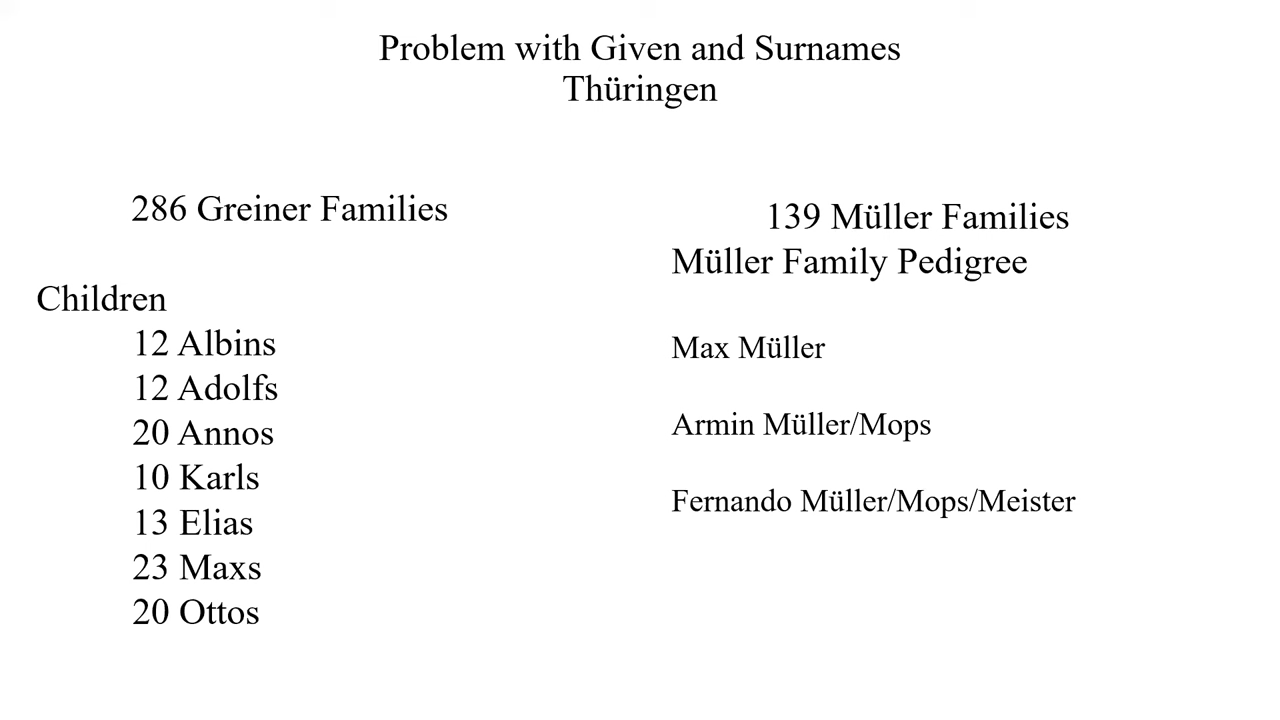 Problem with Given and Surnames
Thüringen
286 Greiner Families
Children
12 Albins
12 Adolfs
20 Annos
10 Karls
13 Elias
23 Maxs
20 Ottos
139 Müller Families
Müller Family Pedigree
Max Müller
Armin Müller/Mops
Fernando Müller/Mops/Meister